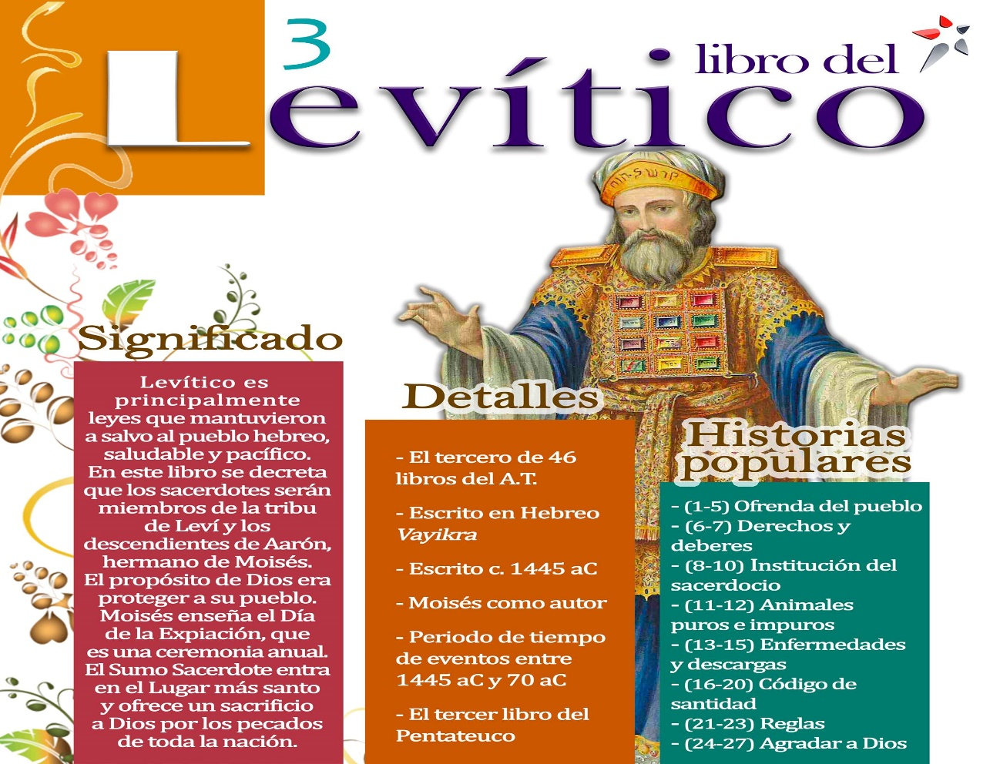 3
libro del
Levítico
Significado
Levítico es
principalmente
leyes que mantuvieron
a salvo al pueblo hebreo,
saludable y pacífico.
En este libro se decreta
que los sacerdotes serán
miembros de la tribu
de Leví y los
descendientes de Aarón,
hermano de Moisés.
El propósito de Dios era
proteger a su pueblo.
Moisés enseña el Día
de la Expiación, que
es una ceremonia anual.
El Sumo Sacerdote entra
en el Lugar más santo
y ofrece un sacrificio
a Dios por los pecados
de toda la nación.
Detalles
- El tercero de 46
libros del A.T.
- Escrito en Hebreo
Vayikra
- Escrito c. 1445 aC
- Moisés como autor
- Periodo de tiempo
de eventos entre
1445 aC y 70 aC
- El tercer libro del
Pentateuco
Historias
populares
- (1-5) Ofrenda del pueblo
- (6-7) Derechos y
deberes
- (8-10) Institución del
sacerdocio
- (11-12) Animales
puros e impuros
- (13-15) Enfermedades
y descargas
- (16-20) Código de
santidad
- (21-23) Reglas
- (24-27) Agradar a Dios